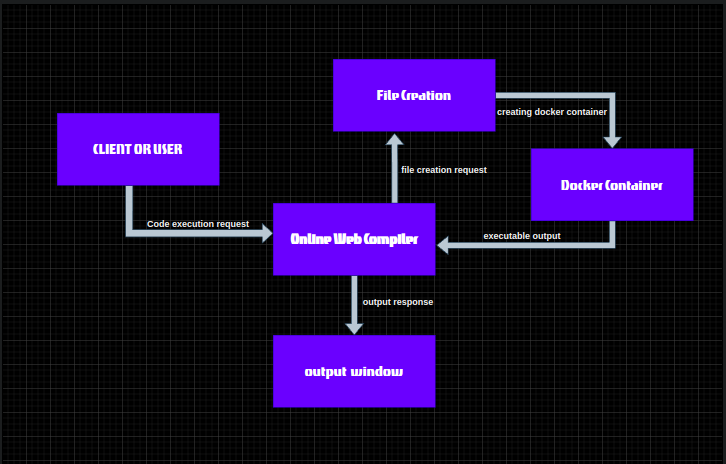 File Creation
creating docker container
CLIENT OR USER
file creation request
Docker Container
Code execution request
Online Web Compiler
executable output
output response
output window